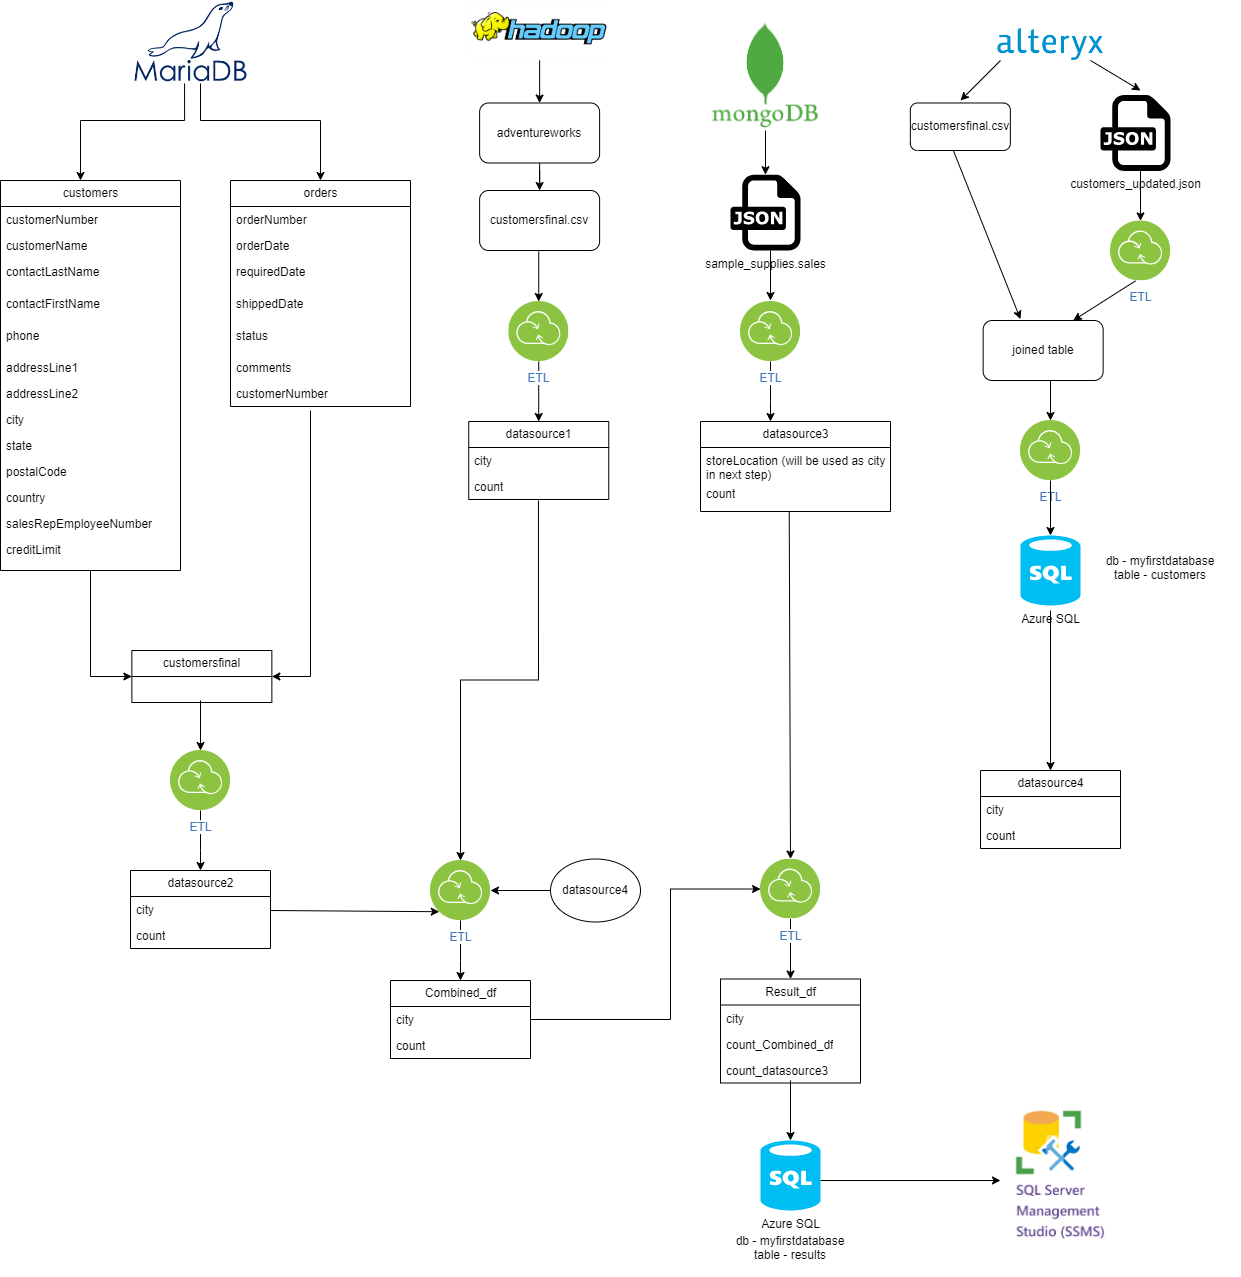 MariaDB
customers
customerNumber
customerName
contactLastName
contactFirstName
phone
addressLine1
addressLine2
city
state
postalCode
country
salesRepEmployeeNumber
creditLimit
orders
orderNumber
orderDate
requiredDate
shippedDate
status
comments
customerNumber
customersfinal
ETL
datasource2
city
count
hadoop
adventureworks
customersfinal.csv
ETL
datasource1
city
count
datasource4
ETL
Combined_df
city
count
mongoDB
JSON
sample_supplies.sales
ETL
datasource3
storeLocation (will be used as city
in next step)
count
ETL
Result_df
city
count_Combined_df
count_datasource3
SQL
Azure SQL
db - myfirstdatabase
table - results
alteryx
customersfinal.csv
JSON
customers_updated.json
ETL
joined table
ETL
SQL
Azure SQL
db - myfirstdatabase
table - customers
datasource4
city
count
SQL Server
Management
Studio (SSMS)